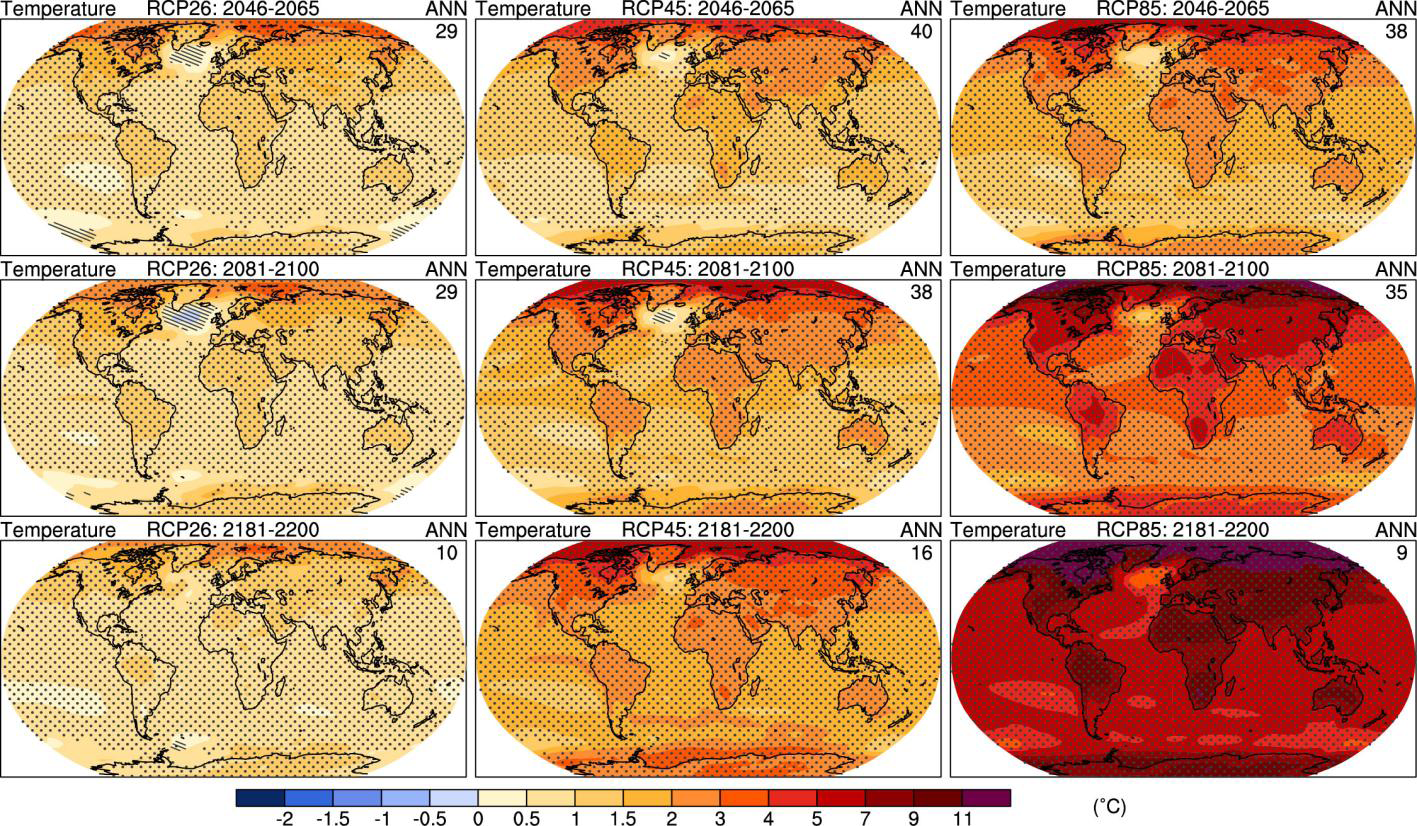 Temperature RCP26: 2046-2065 ANN
29
Temperature RCP45: 2046-2065 ANN
40
Temperature RCP85: 2046-2065 ANN
38
Temperature RCP26: 2081-2100 ANN
29
Temperature RCP45: 2081-2100 ANN
38
Temperature RCP85: 2081-2100 ANN
35
Temperature RCP26: 2181-2200 ANN
10
Temperature RCP45: 2181-2200 ANN
16
Temperature RCP85: 2181-2200 ANN
9
-2 -1.5 -1 -0.5 0 0.5 1 1.5 2 3 4 5 7 9 11 (°C)